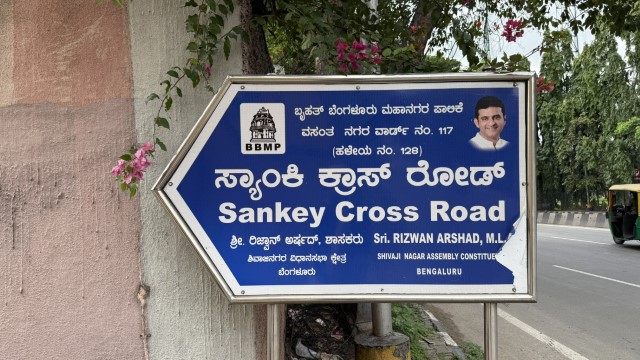 ಬೃಹತ್ ಬೆಂಗಳೂರು ಮಹಾನಗರ ಪಾಲಿಕೆ
ವಸಂತ ನಗರ ವಾರ್ಡ್ ನಂ. 117
(ಹಳೇಯ ನಂ. 128)
BBMP
ಸ್ಯಾಂಕಿ ಕ್ರಾಸ್ ರೋಡ್
Sankey Cross Road
ಶ್ರೀ. ರಿಜ್ವಾನ್ ಅರ್ಷದ್, ಶಾಸಕರು Sri. RIZWAN ARSHAD, M.L.
ಶಿವಾಜಿನಗರ ವಿಧಾನಸಭಾ ಕ್ಷೇತ್ರ SHIVAJI NAGAR ASSEMBLY CONSTITUE
ಬೆಂಗಳೂರು BENGALURU